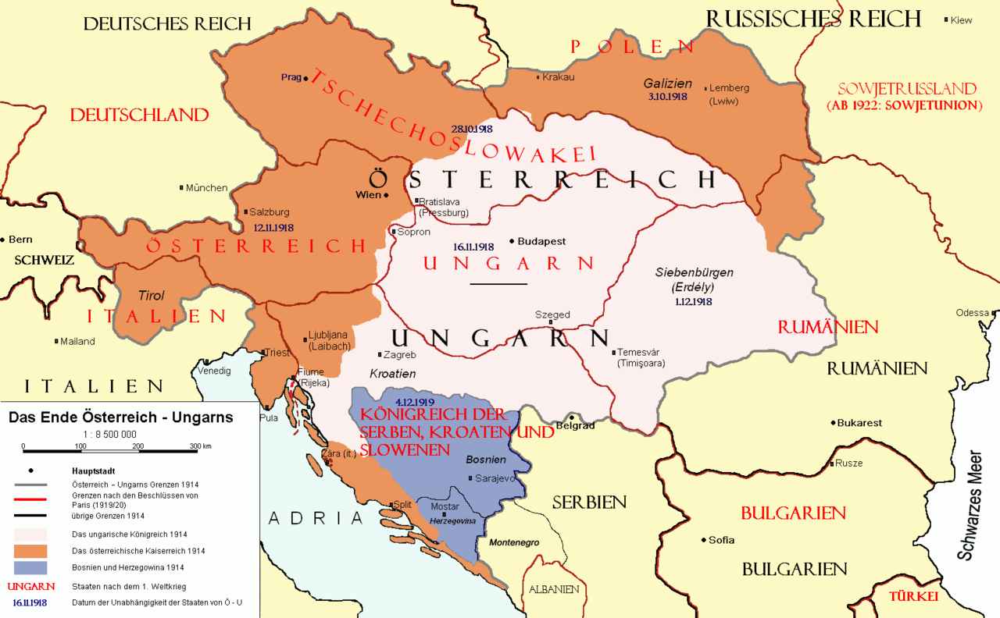 DEUTSCHES REICH
RUSSISCHES REICH
Kiew
POLEN
Prag
Krakau
Galizien
3.10.1918
Lemberg
(Lwiw)
SOWJETRUSSLAND
(AB 1922: SOWJETUNION)
DEUTSCHLAND
TSCHECHOSLOWAKEI
28.10.1918
ÖSTERREICH
München
Wien
Bratislava
(Pressburg)
Salzburg
12.11.1918
Sopron
Bern
ÖSTERREICH
16.11.1918
Budapest
SCHWEIZ
UNGARN
Siebenbürgen
(Erdély)
1.12.1918
Tirol
ITALIEN
Szeged
RUMÄNIEN
Odessa
Mailand
Ljubljana
(Laibach)
UNGARN
Triest
Zagreb
Temesvár
(Timişoara)
Venedig
Fiume
(Rijeka)
Kroatien
RUMÄNIEN
ITALIEN
4.12.1919
KÖNIGREICH DER
SERBEN, KROATEN UND
SLOWENEN
Pula
Belgrad
Bukarest
Zára (it.)
Bosnien
Rusze
Sarajevo
Schwarzes Meer
Split
Mostar
Herzegowina
SERBIEN
ADRIA
BULGARIEN
Montenegro
Sofia
BULGARIEN
ALBANIEN
TÜRKEI
Das Ende Österreich - Ungarns
1 : 8 500 000
0 100 200 300 km
Hauptstadt
Österreich – Ungarns Grenzen 1914
Grenzen nach den Beschlüssen von
Paris (1919/20)
übrige Grenzen 1914
Das ungarische Königreich 1914
Das österreichische Kaiserreich 1914
Bosnien und Herzegowina 1914
UNGARN Staaten nach dem 1. Weltkrieg
16.11.1918 Datum der Unabhängigkeit der Staaten von Ö - U